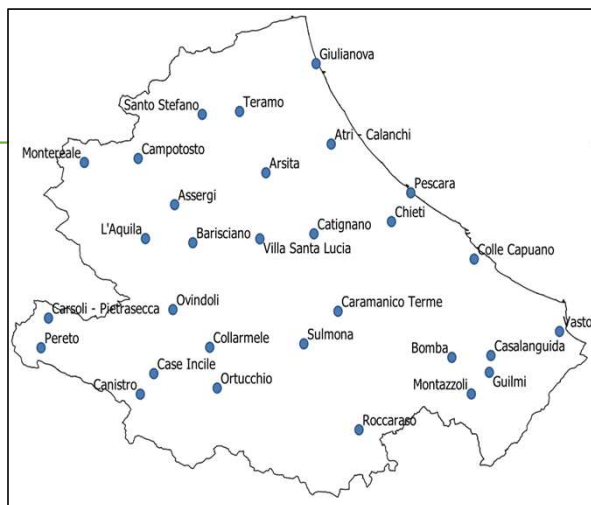 Giulianova
Santo Stefano
Teramo
Atri - Calanchi
Montereale
Campotosto
Arsita
Pescara
Assergi
Chieti
L'Aquila
Barisciano
Villa Santa Lucia
Catignano
Colle Capuano
Carsoli - Pietrasecca
Ovindoli
Caramanico Terme
Vasto
Pereto
Collarmele
Sulmona
Bomba
Casalanguida
Case Incile
Guilmi
Canistro
Ortucchio
Montazzoli
Roccaraso